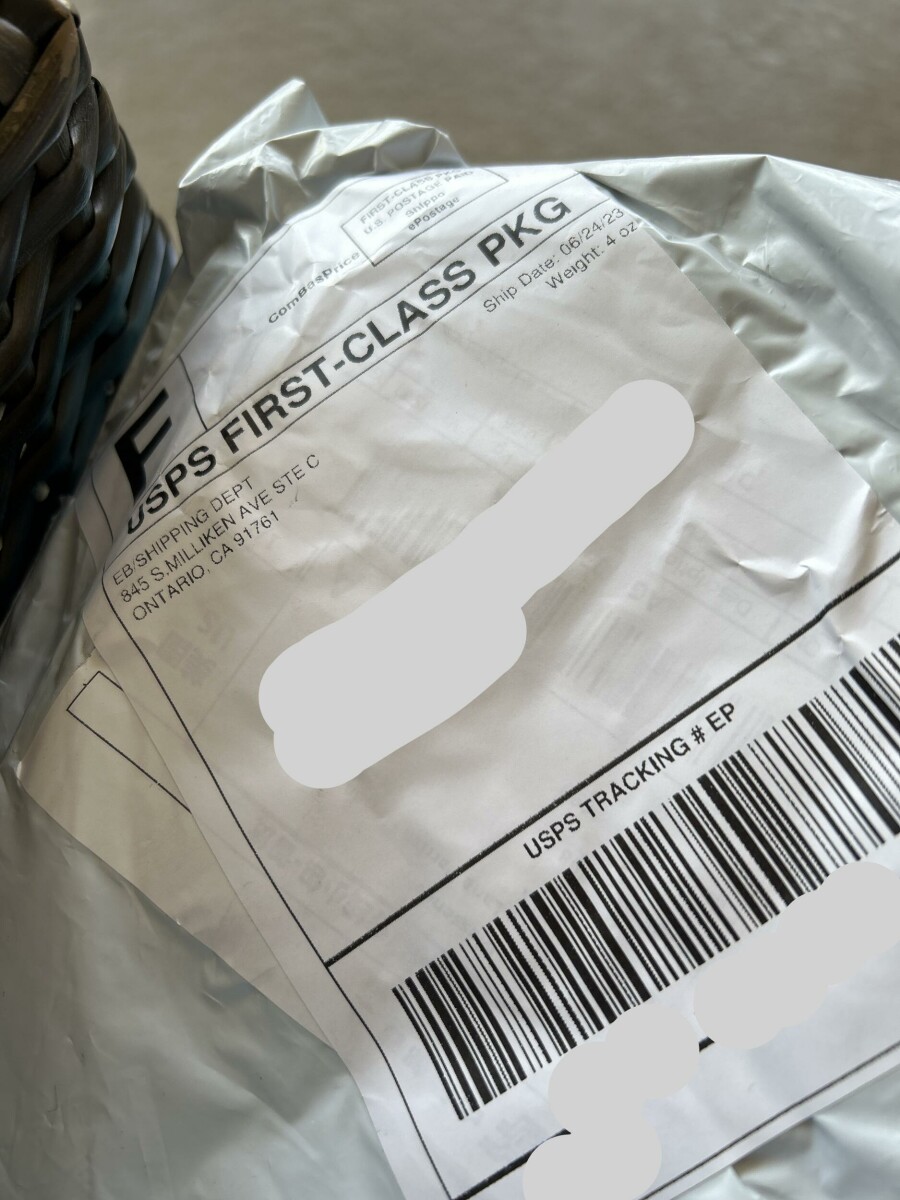 FIRST-CLASS PKG
U.S. POSTAGE PAID
Shippo
ePostage
ComBasPrice
F
USPS FIRST-CLASS PKG
Ship Date: 06/24/23
Weight: 4 oz
EB/SHIPPING DEPT
845 S.MILLIKEN AVE STE C
ONTARIO, CA 91761
USPS TRACKING # EP